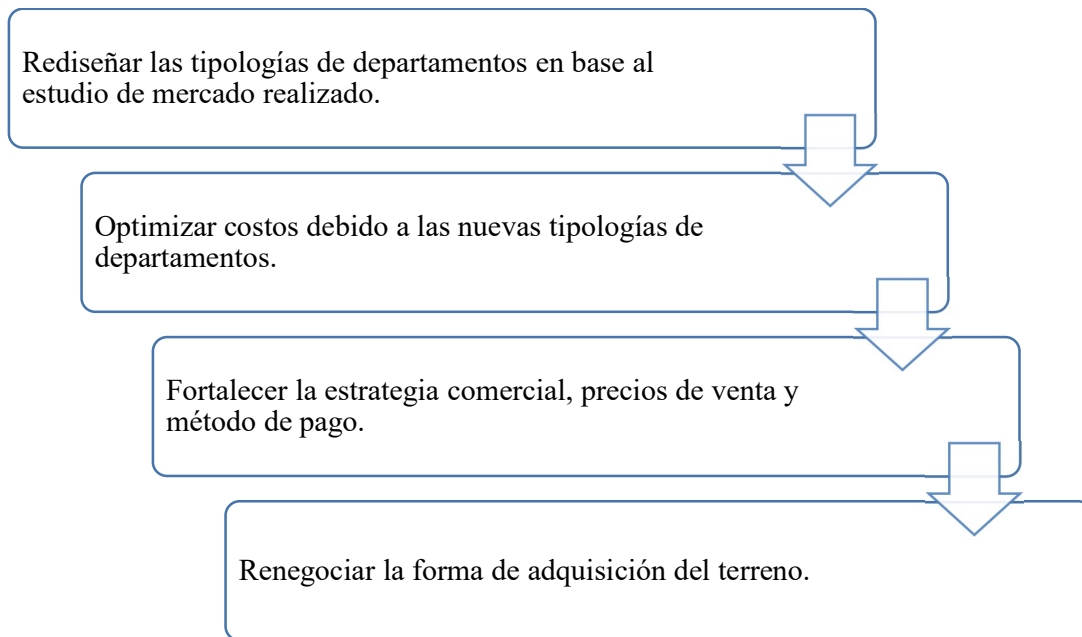 Rediseñar las tipologías de departamentos en base al
estudio de mercado realizado.
Optimizar costos debido a las nuevas tipologías de
departamentos.
Fortalecer la estrategia comercial, precios de venta y
método de pago.
Renegociar la forma de adquisición del terreno.